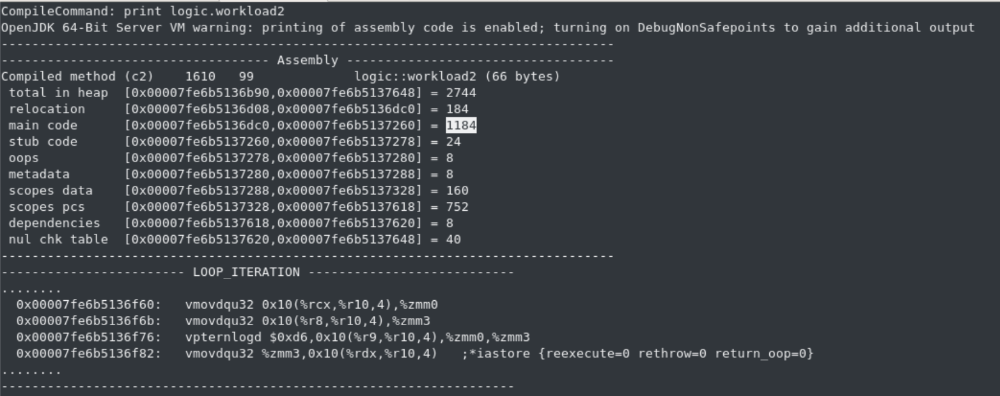 CompileCommand: print logic.workload2
OpenJDK 64-Bit Server VM warning: printing of assembly code is enabled; turning on DebugNonSafepoints to gain additional output
--------------------------------------------------------------------------------
----------------------------------- Assembly -----------------------------------
Compiled method (c2)    1610   99             logic::workload2 (66 bytes)
 total in heap  [0x00007fe6b5136b90,0x00007fe6b5137648] = 2744
 relocation     [0x00007fe6b5136d08,0x00007fe6b5136dc0] = 184
 main code      [0x00007fe6b5136dc0,0x00007fe6b5137260] = 1184
 stub code      [0x00007fe6b5137260,0x00007fe6b5137278] = 24
 oops           [0x00007fe6b5137278,0x00007fe6b5137280] = 8
 metadata       [0x00007fe6b5137280,0x00007fe6b5137288] = 8
 scopes data    [0x00007fe6b5137288,0x00007fe6b5137328] = 160
 scopes pcs     [0x00007fe6b5137328,0x00007fe6b5137618] = 752
 dependencies   [0x00007fe6b5137618,0x00007fe6b5137620] = 8
 nul chk table  [0x00007fe6b5137620,0x00007fe6b5137648] = 40
--------------------------------------------------------------------------------
------------------------ LOOP_ITERATION ---------------------------
........
  0x00007fe6b5136f60:   vmovdqu32 0x10(%rcx,%r10,4),%zmm0
  0x00007fe6b5136f6b:   vmovdqu32 0x10(%r8,%r10,4),%zmm3
  0x00007fe6b5136f76:   vpternlogd $0xd6,0x10(%r9,%r10,4),%zmm0,%zmm3
  0x00007fe6b5136f82:   vmovdqu32 %zmm3,0x10(%rdx,%r10,4)   ;*iastore {reexecute=0 rethrow=0 return_oop=0}
........
-------------------------------------------------------------------